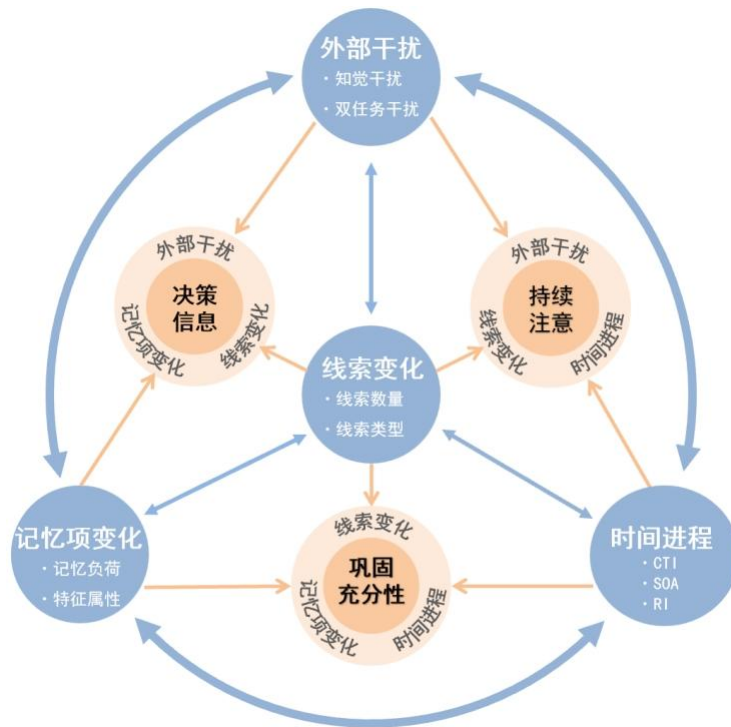 外部干扰
· 知觉干扰
· 双任务干扰
外部干扰
记忆项变化
线索变化
决策
信息
外部干扰
线索变化
时间进程
持续
注意
线索变化
· 线索数量
· 线索类型
记忆项变化
· 记忆负荷
· 特征属性
线索变化
记忆项变化
时间进程
巩固
充分性
时间进程
· CTI
· SOA
· RI